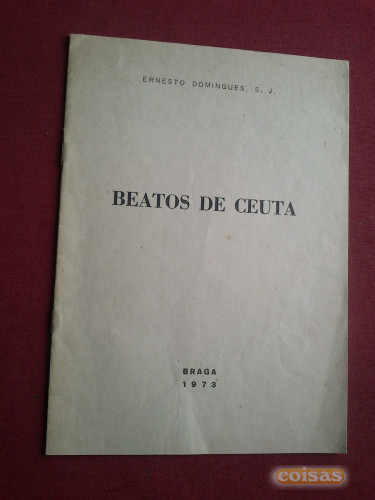 ERNESTO DOMINGUES, S. J.
BEATOS DE CEUTA
BRAGA
1973
coisas